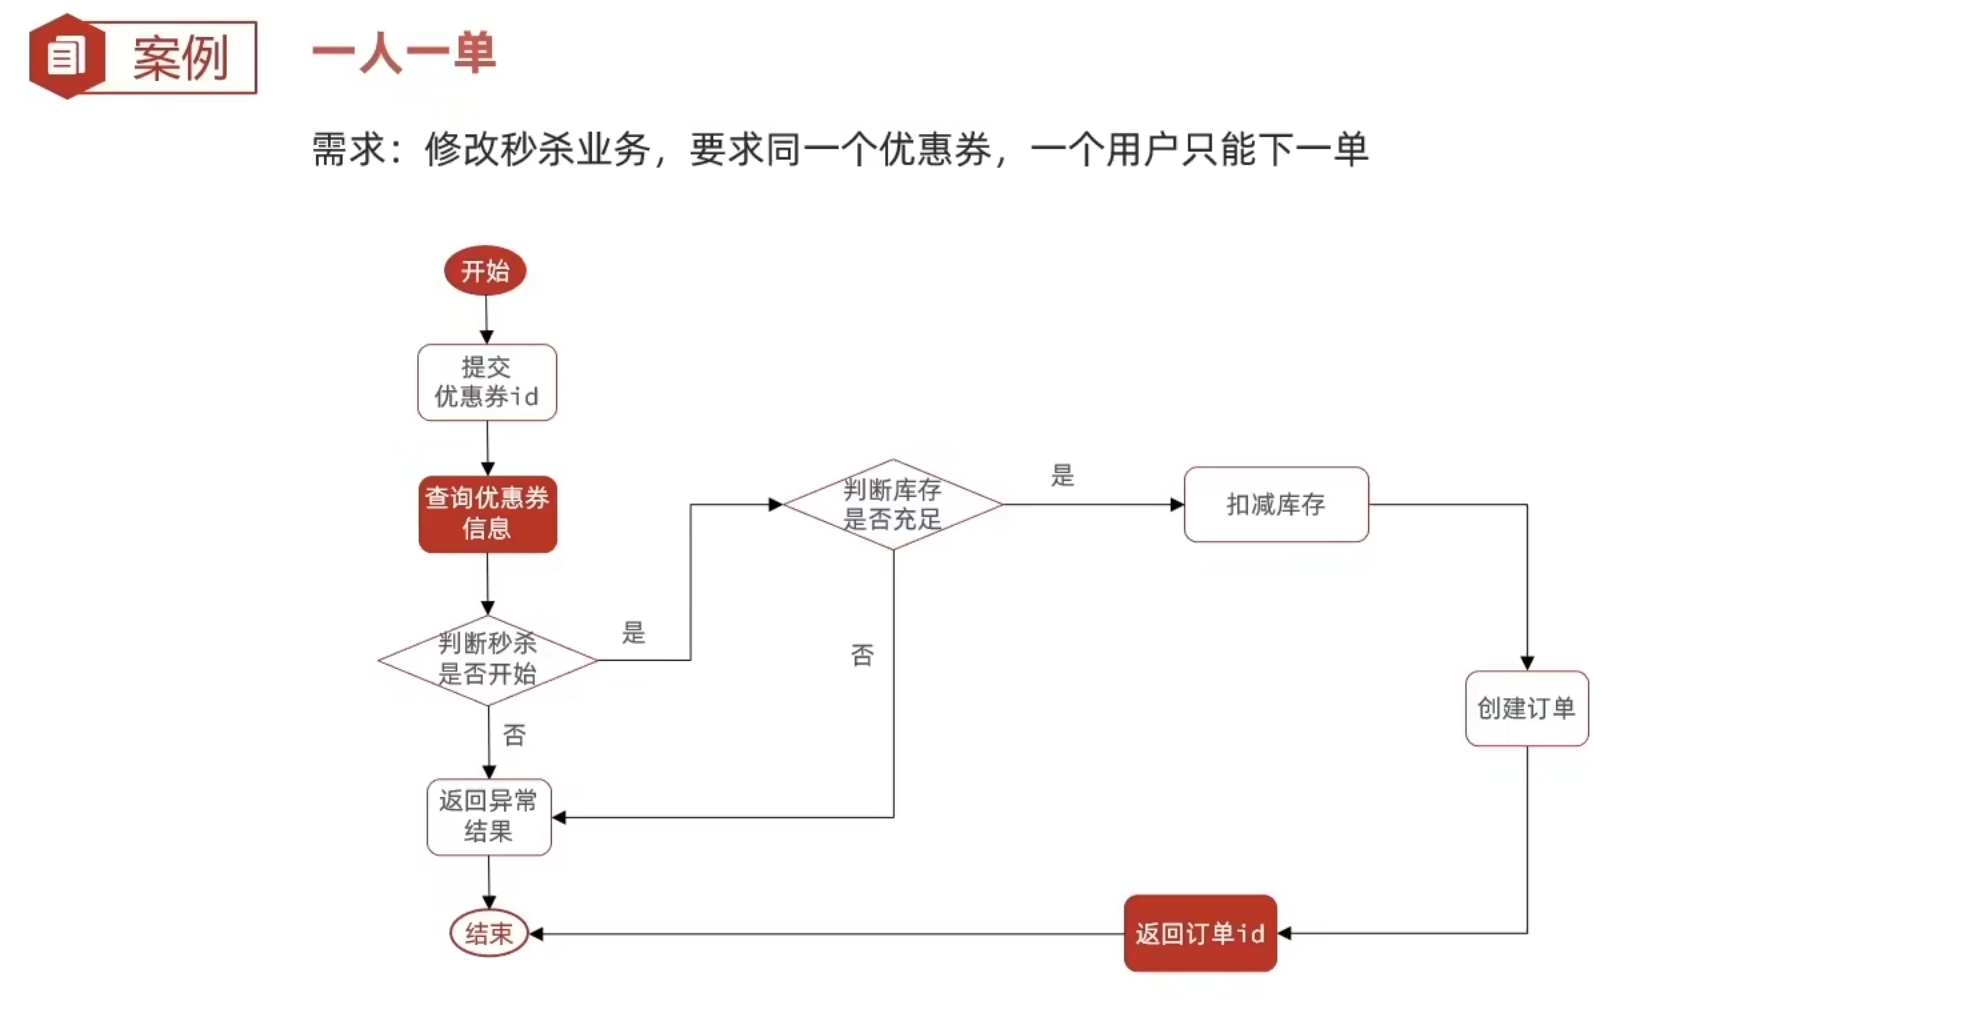 案例
一人一单
需求：修改秒杀业务，要求同一个优惠券，一个用户只能下一单
开始
提交
优惠券id
查询优惠券
信息
判断秒杀
是否开始
是
否
返回异常
结果
结束
判断库存
是否充足
是
否
扣减库存
创建订单
返回订单id